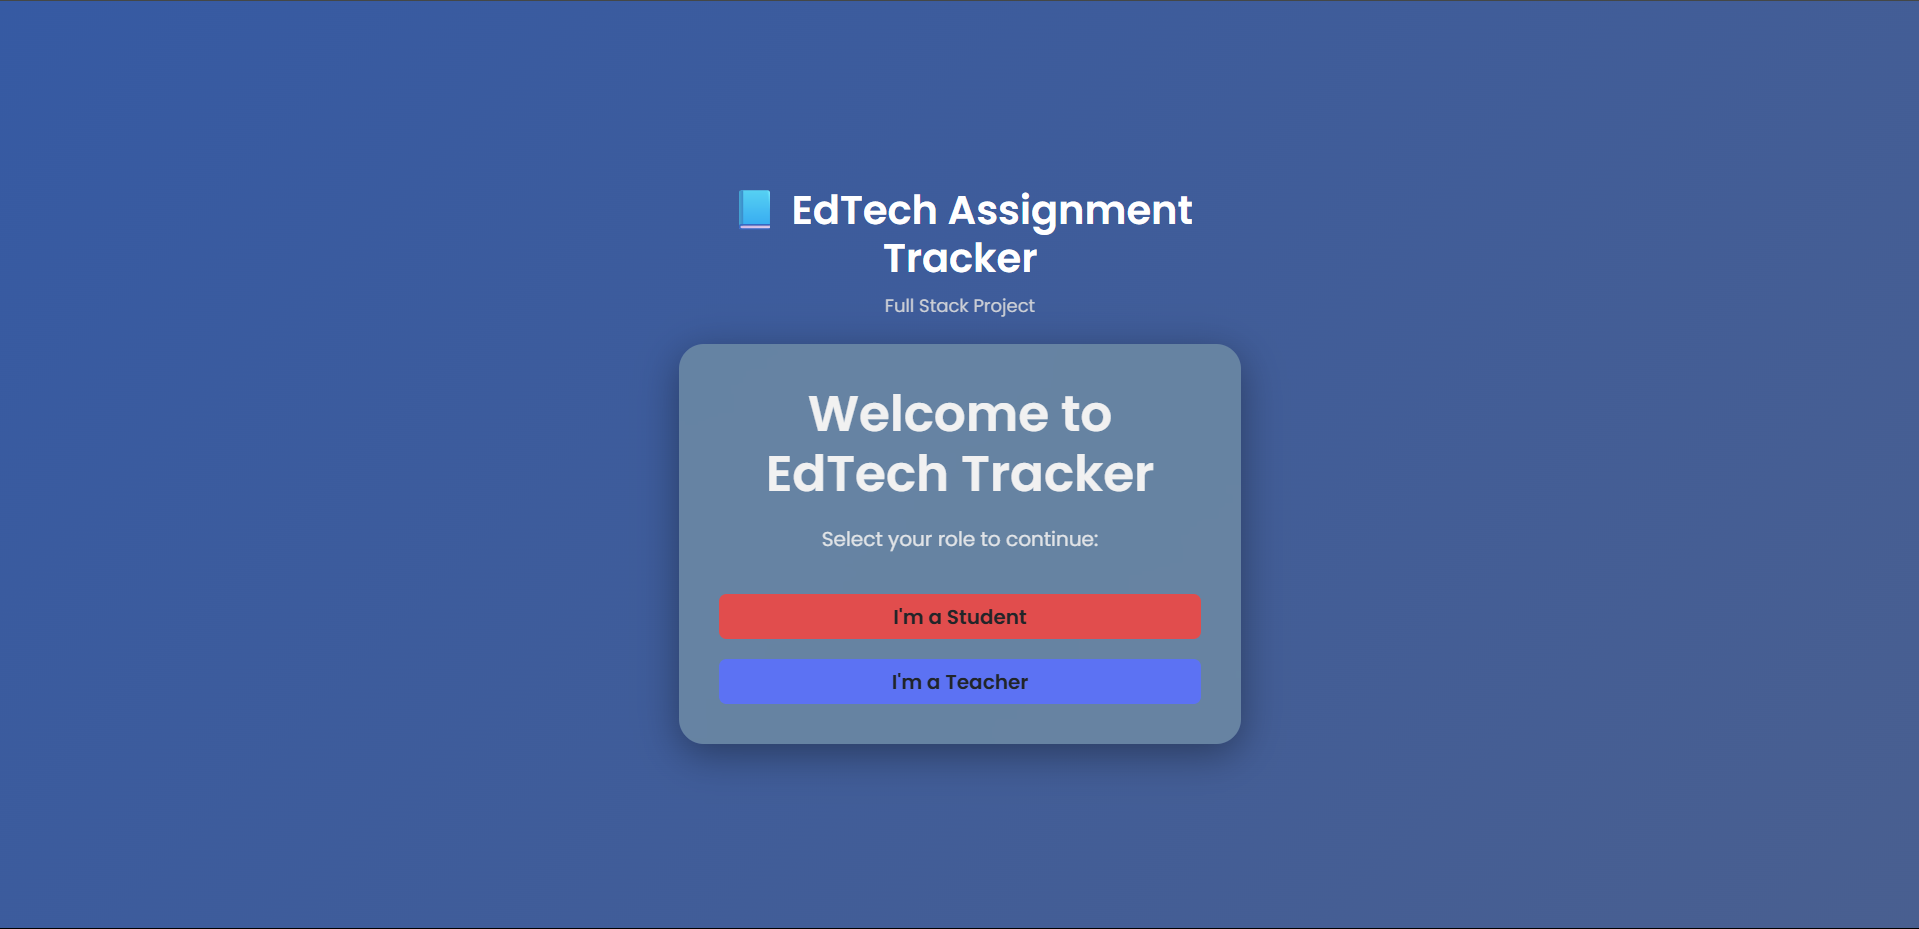 EdTech Assignment
Tracker
Full Stack Project
Welcome to
EdTech Tracker
Select your role to continue:
I'm a Student
I'm a Teacher